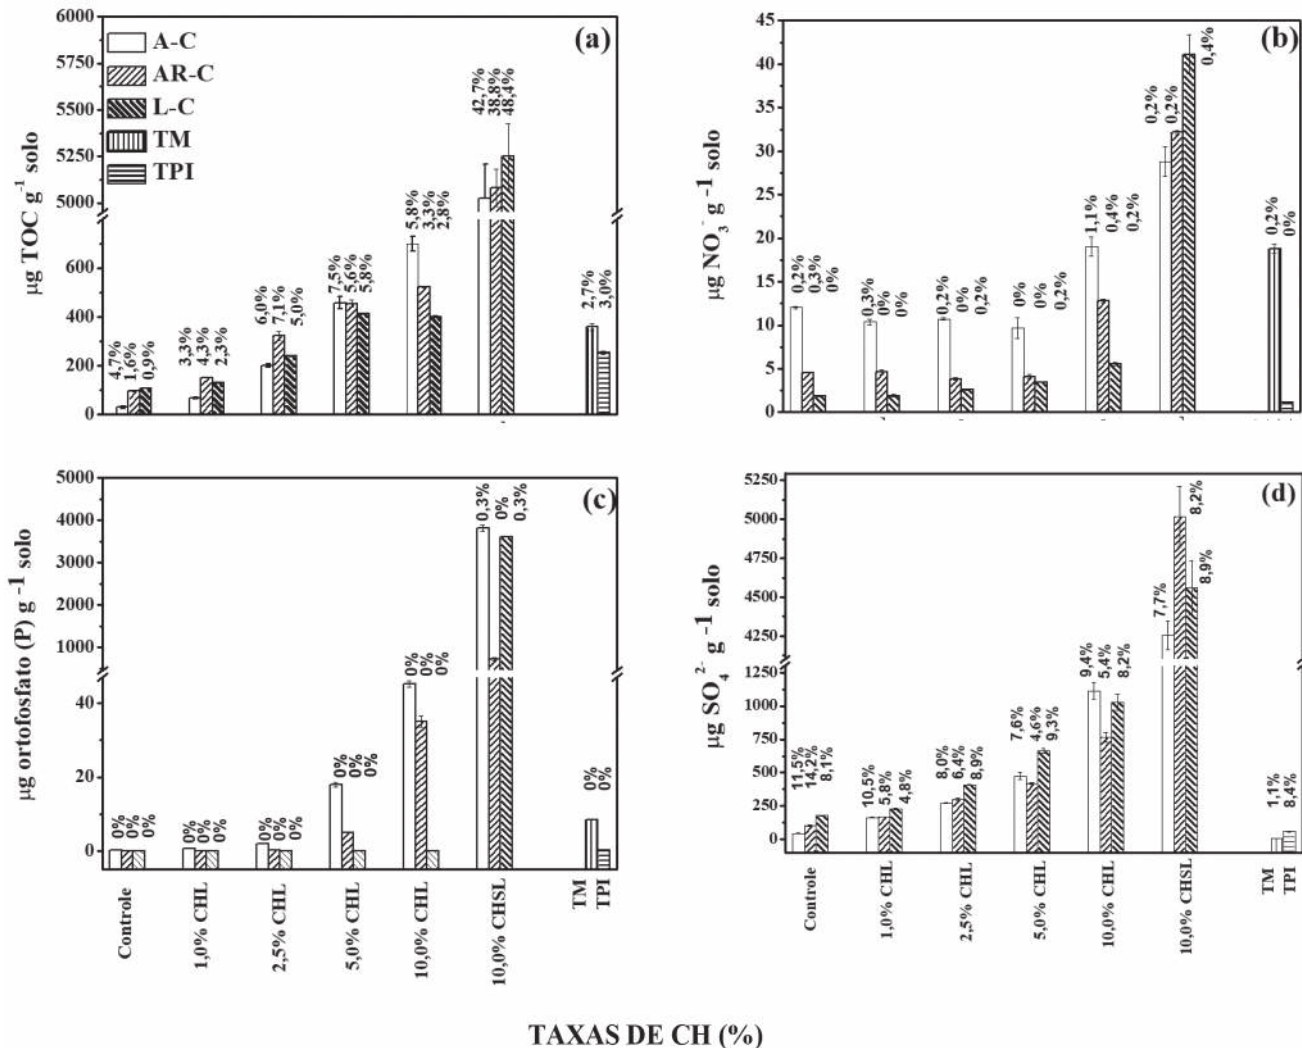 (a)
A-C
AR-C
L-C
TM
TPI
µg TOC g⁻¹ solo
6000
5750
5500
5250
5000
600
400
200
0
4,7% 1,6% 0,9%
3,3% 4,3% 2,3%
6,0% 7,1% 5,0%
7,5% 5,6% 5,8%
5,8% 3,3% 2,8%
42,7% 38,8% 48,4%
2,7% 3,0%
(b)
µg NO₃⁻ g⁻¹ solo
45
40
35
30
25
20
15
10
5
0
0,2% 0,3% 0%
0,3% 0% 0%
0,2% 0% 0,2%
0% 0% 0,2%
1,1% 0,4% 0,2%
0,2% 0,2% 0,4%
0,2% 0%
(c)
µg ortofosfato (P) g⁻¹ solo
5000
4000
3000
2000
1000
40
20
0
0% 0% 0%
0% 0% 0%
0% 0% 0%
0% 0% 0%
0% 0% 0%
0,3% 0% 0,3%
0% 0%
Controle
1,0% CHL
2,5% CHL
5,0% CHL
10,0% CHL
10,0% CHSL
TM
TPI
(d)
µg SO₄²⁻ g⁻¹ solo
5250
5000
4750
4500
4250
1250
1000
750
500
250
0
11,5% 14,2% 8,1%
10,5% 5,8% 4,8%
8,0% 6,4% 8,9%
7,6% 4,6% 9,3%
9,4% 5,4% 8,2%
7,7% 8,2% 8,9%
1,1% 8,4%
Controle
1,0% CHL
2,5% CHL
5,0% CHL
10,0% CHL
10,0% CHSL
TM
TPI
TAXAS DE CH (%)